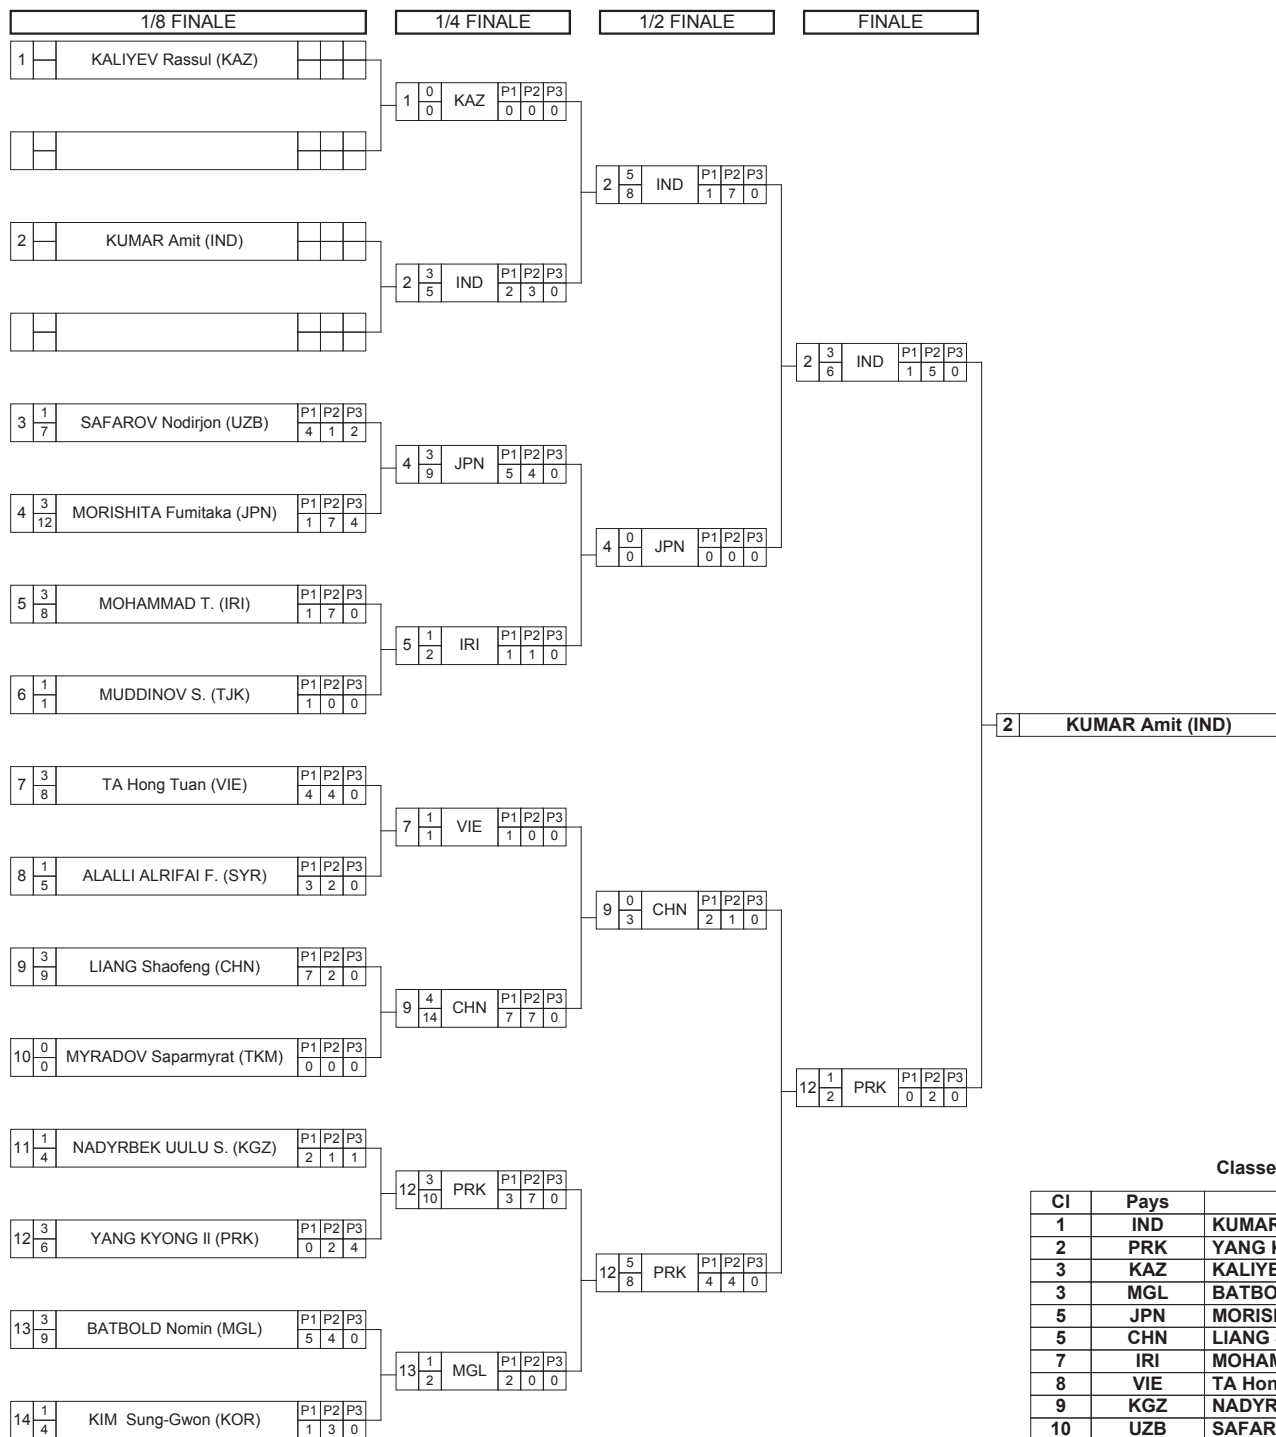 1/8 FINALE 1/4 FINALE 1/2 FINALE FINALE
1 KALIYEV Rassul (KAZ)
1 0 0 KAZ P1 P2 P3 0 0 0
2 5 8 IND P1 P2 P3 1 7 0
2 KUMAR Amit (IND)
2 3 5 IND P1 P2 P3 2 3 0
2 3 6 IND P1 P2 P3 1 5 0
3 1 7 SAFAROV Nodirjon (UZB) P1 P2 P3 4 1 2
4 3 9 JPN P1 P2 P3 5 4 0
4 3 12 MORISHITA Fumitaka (JPN) P1 P2 P3 1 7 4
4 0 0 JPN P1 P2 P3 0 0 0
5 3 8 MOHAMMAD T. (IRI) P1 P2 P3 1 7 0
5 1 2 IRI P1 P2 P3 1 1 0
6 1 1 MUDDINOV S. (TJK) P1 P2 P3 1 0 0
2 KUMAR Amit (IND)
7 3 8 TA Hong Tuan (VIE) P1 P2 P3 4 4 0
7 1 1 VIE P1 P2 P3 1 0 0
8 1 5 ALALLI ALRIFAI F. (SYR) P1 P2 P3 3 2 0
9 0 3 CHN P1 P2 P3 2 1 0
9 3 9 LIANG Shaofeng (CHN) P1 P2 P3 7 2 0
9 4 14 CHN P1 P2 P3 7 7 0
10 0 0 MYRADOV Saparmyrat (TKM) P1 P2 P3 0 0 0
12 1 2 PRK P1 P2 P3 0 2 0
11 1 4 NADYRBEK UULU S. (KGZ) P1 P2 P3 2 1 1
12 3 10 PRK P1 P2 P3 3 7 0
12 3 6 YANG KYONG Il (PRK) P1 P2 P3 0 2 4
12 5 8 PRK P1 P2 P3 4 4 0
13 3 9 BATBOLD Nomin (MGL) P1 P2 P3 5 4 0
13 1 2 MGL P1 P2 P3 2 0 0
14 1 4 KIM Sung-Gwon (KOR) P1 P2 P3 1 3 0
Classe
Cl Pays
1 IND KUMAR
2 PRK YANG
3 KAZ KALIYE
3 MGL BATBO
5 JPN MORIS
5 CHN LIANG
7 IRI MOHAM
8 VIE TA Hon
9 KGZ NADYR
10 UZB SAFAR